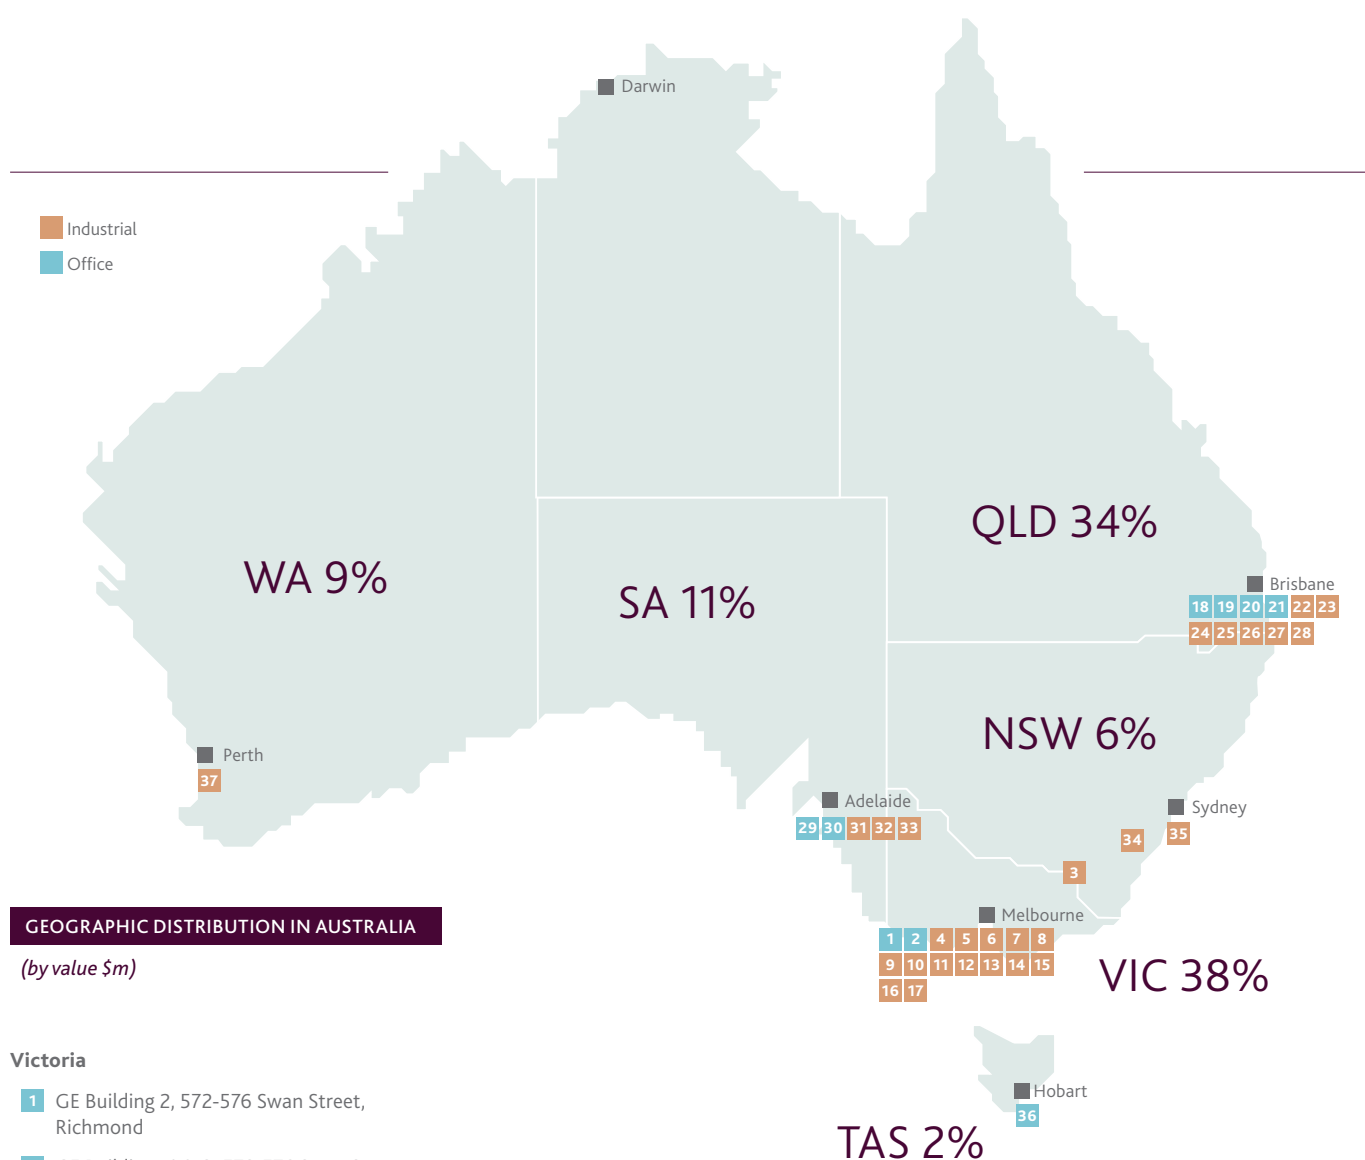 Darwin
Industrial
Office
QLD 34%
WA 9%
SA 11%
Brisbane
18 19 20 21 22 23
24 25 26 27 28
NSW 6%
Perth
37
Adelaide
29 30 31 32 33
Sydney
35
34
3
GEOGRAPHIC DISTRIBUTION IN AUSTRALIA
(by value $m)
Melbourne
1 2 4 5 6 7 8
9 10 11 12 13 14 15
16 17
VIC 38%
Victoria
1 GE Building 2, 572-576 Swan Street,
Richmond
Hobart
36
TAS 2%